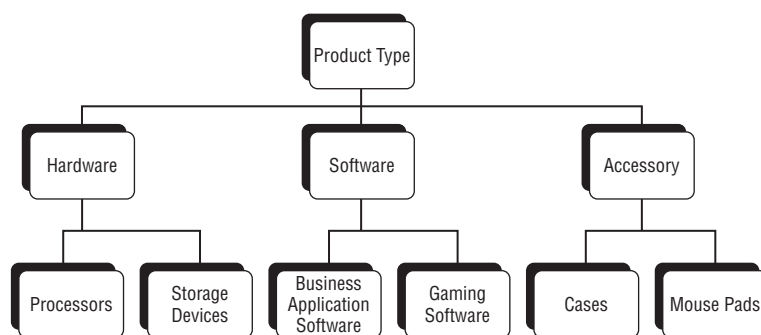 Product Type
Hardware
Software
Accessory
Processors
Storage
Devices
Business
Application
Software
Gaming
Software
Cases
Mouse Pads